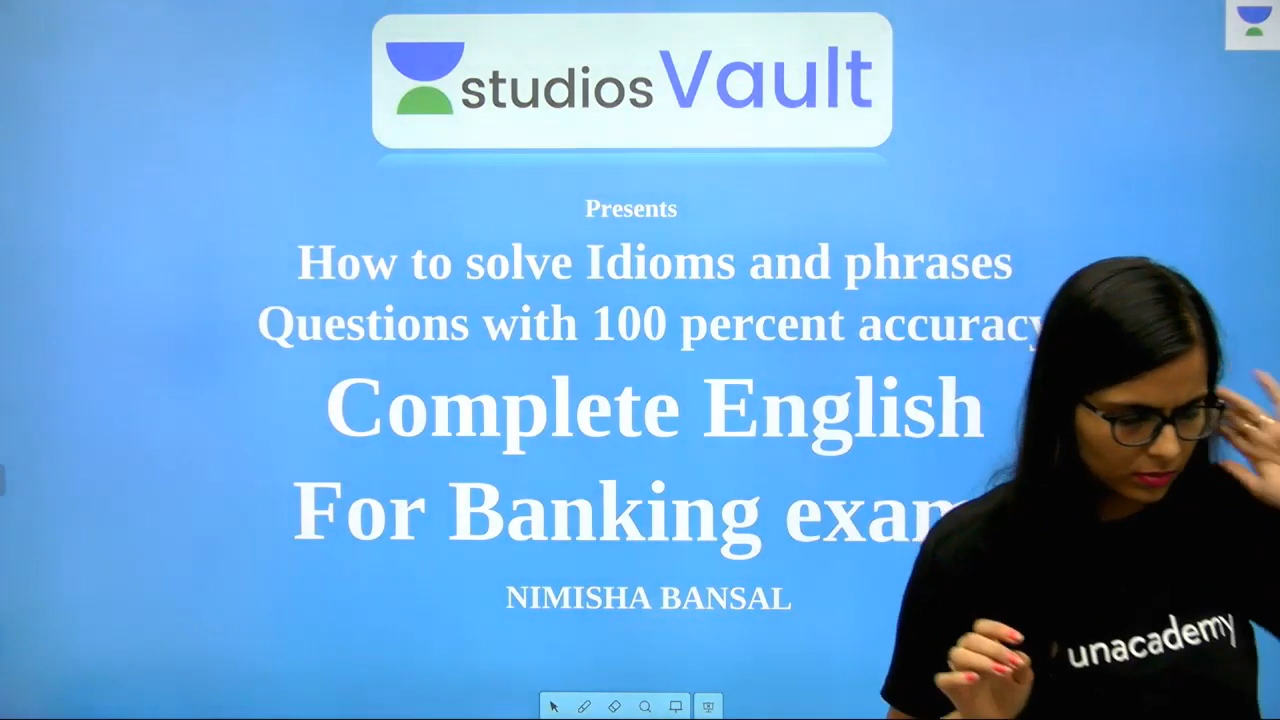 studios Vault
Presents
How to solve Idioms and phrases
Questions with 100 percent accuracy
Complete English
For Banking exam
NIMISHA BANSAL
unacademy